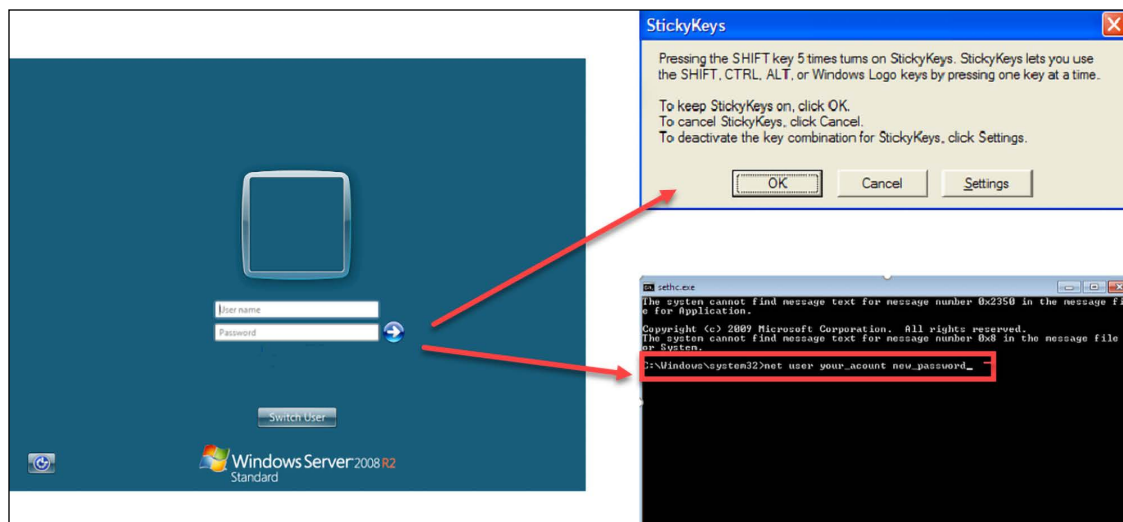 User name
Password
Switch User
Windows Server 2008 R2
Standard
StickyKeys
Pressing the SHIFT key 5 times turns on StickyKeys. StickyKeys lets you use
the SHIFT, CTRL, ALT, or Windows Logo keys by pressing one key at a time.
To keep StickyKeys on, click OK.
To cancel StickyKeys, click Cancel.
To deactivate the key combination for StickyKeys, click Settings.
OK Cancel Settings
sethc.exe
The system cannot find message text for message number 0x2350 in the message fi
e for Application.
Copyright (c) 2009 Microsoft Corporation. All rights reserved.
The system cannot find message text for message number 0x8 in the message file
or System.
C:\Windows\system32>net user your_acount new_password_